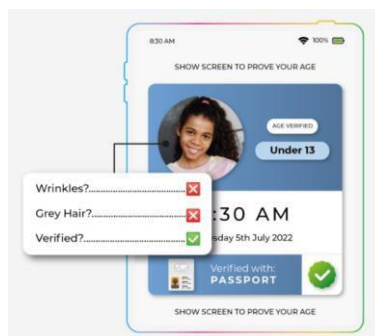 8:30 AM 100%
SHOW SCREEN TO PROVE YOUR AGE
AGE VERIFIED
Under 13
Wrinkles?
Grey Hair?
Verified?
:30 AM
sday 5th July 2022
Verified with:
PASSPORT
SHOW SCREEN TO PROVE YOUR AGE